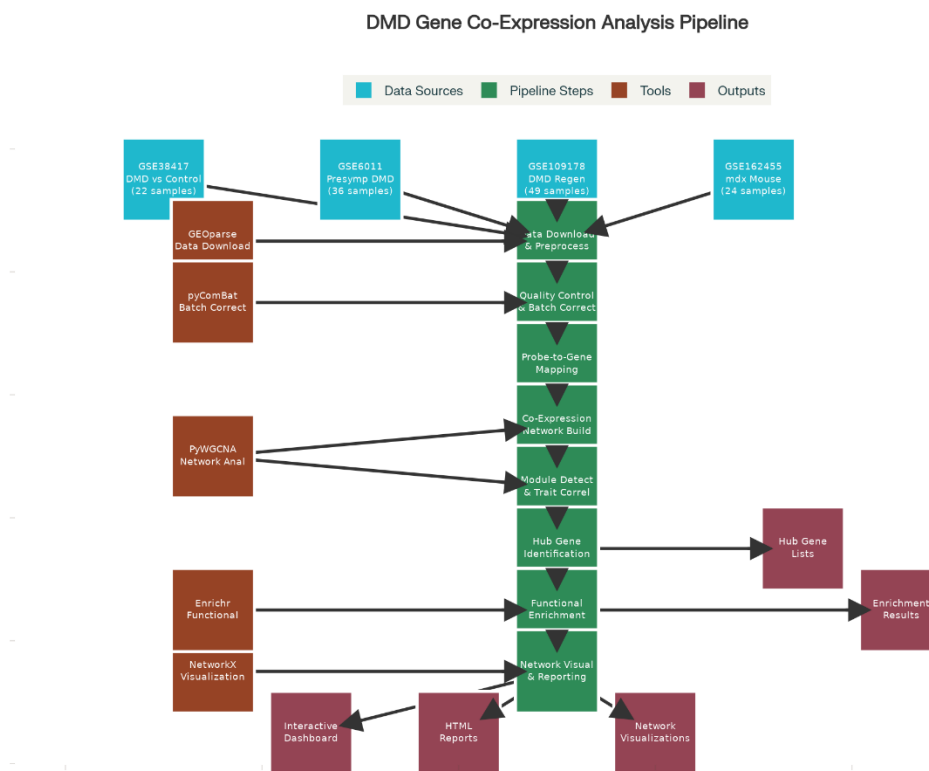 DMD Gene Co-Expression Analysis Pipeline
Data Sources
Pipeline Steps
Tools
Outputs
GSE38417
DMD vs Control
(22 samples)
GSE6011
Presymp DMD
(36 samples)
GSE109178
DMD Regen
(49 samples)
GSE162455
mdx Mouse
(24 samples)
GEOparse
Data Download
ata Download
& Preprocess
pyComBat
Batch Correct
Quality Control
& Batch Correct
Probe-to-Gene
Mapping
Co-Expression
Network Build
PyWGCNA
Network Anal
Module Detect
& Trait Correl
Hub Gene
Identification
Hub Gene
Lists
Enrichr
Functional
Functional
Enrichment
Enrichment
Results
NetworkX
Visualization
Network Visual
& Reporting
Interactive
Dashboard
HTML
Reports
Network
Visualizations